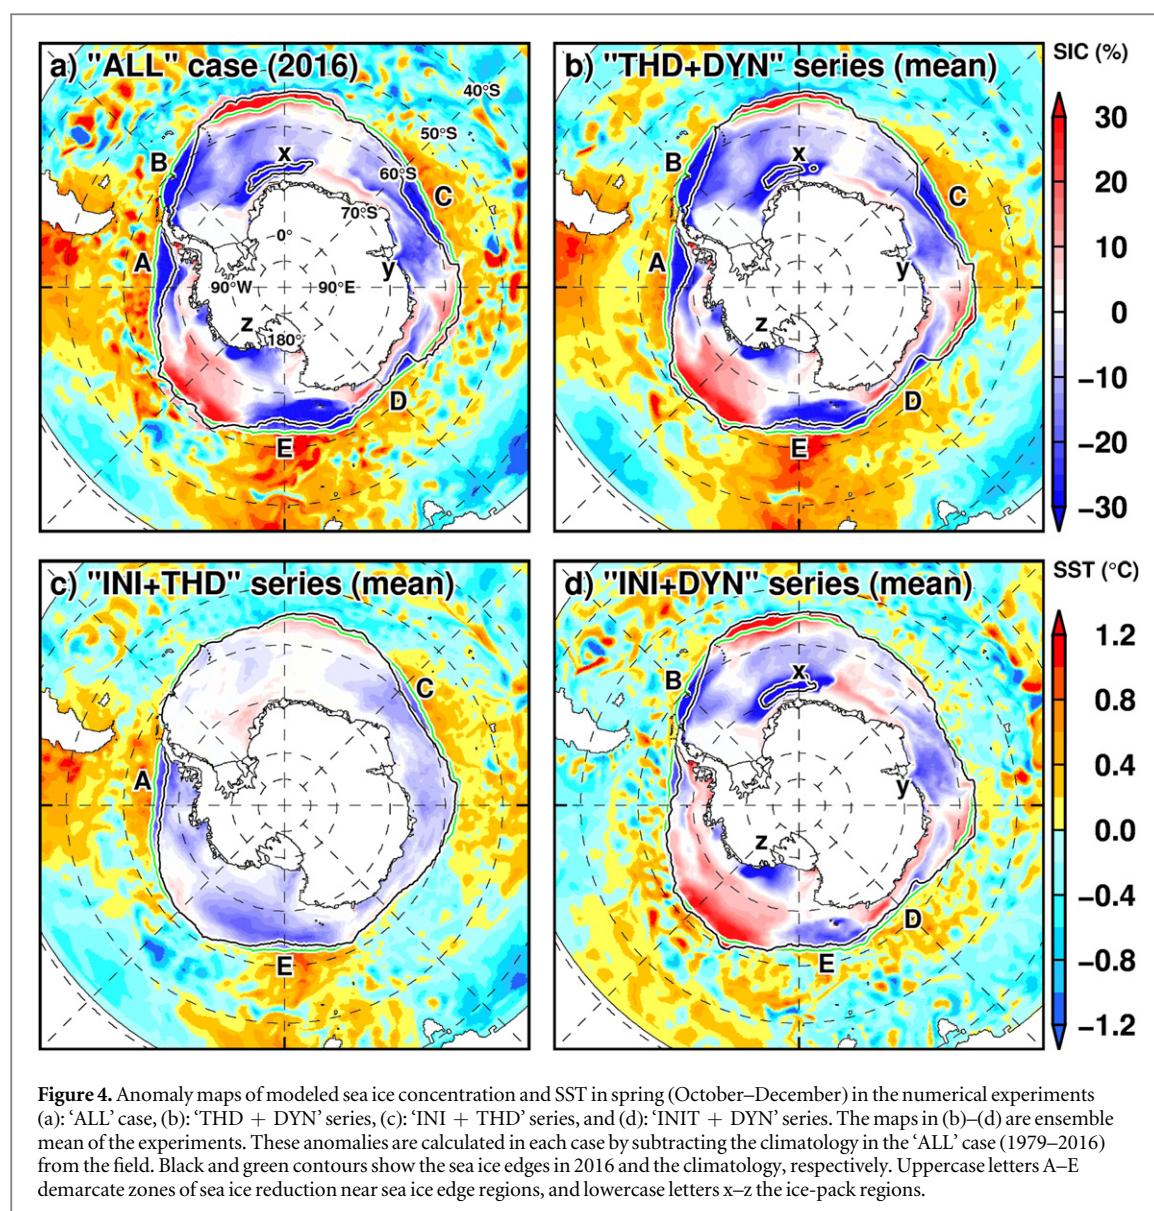 a) "ALL" case (2016)
40°S
50°S
60°S
70°S
0°
90°W
90°E
180°
A
B
C
D
E
x
y
z
b) "THD+DYN" series (mean)
A
B
C
D
E
x
y
z
SIC (%)
30
20
10
0
−10
−20
−30
c) "INI+THD" series (mean)
A
C
E
d) "INI+DYN" series (mean)
B
D
E
x
y
z
SST (°C)
1.2
0.8
0.4
0.0
−0.4
−0.8
−1.2
Figure 4. Anomaly maps of modeled sea ice concentration and SST in spring (October–December) in the numerical experiments
(a): ‘ALL’ case, (b): ‘THD + DYN’ series, (c): ‘INI + THD’ series, and (d): ‘INIT + DYN’ series. The maps in (b)–(d) are ensemble
mean of the experiments. These anomalies are calculated in each case by subtracting the climatology in the ‘ALL’ case (1979–2016)
from the field. Black and green contours show the sea ice edges in 2016 and the climatology, respectively. Uppercase letters A–E
demarcate zones of sea ice reduction near sea ice edge regions, and lowercase letters x–z the ice-pack regions.